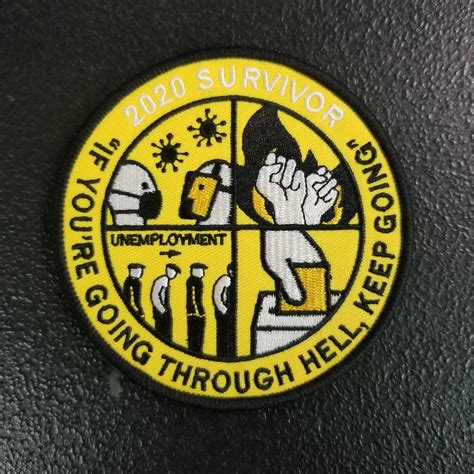 2020 SURVIVOR
"IF YOU'RE GOING THROUGH HELL, KEEP GOING"
UNEMPLOYMENT